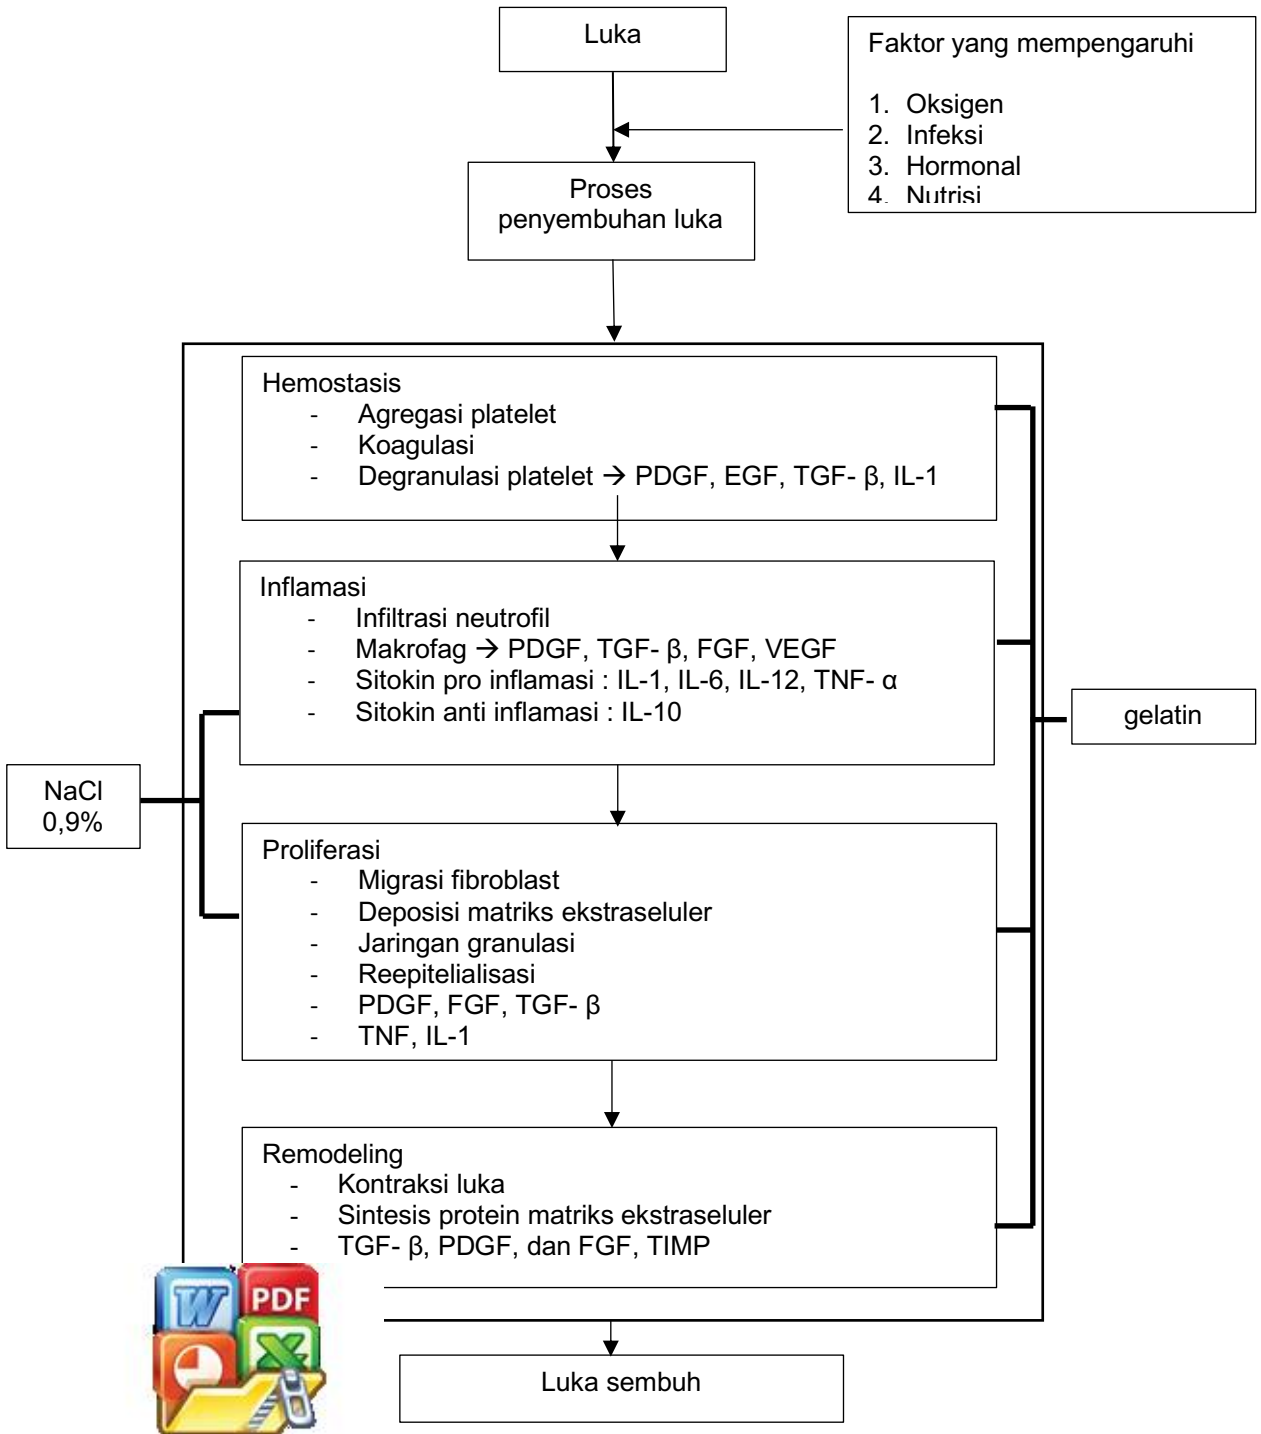 Luka
Faktor yang mempengaruhi
1. Oksigen
2. Infeksi
3. Hormonal
4. Nutrisi
Proses
penyembuhan luka
Hemostasis
- Agregasi platelet
- Koagulasi
- Degranulasi platelet → PDGF, EGF, TGF- β, IL-1
Inflamasi
- Infiltrasi neutrofil
- Makrofag → PDGF, TGF- β, FGF, VEGF
- Sitokin pro inflamasi : IL-1, IL-6, IL-12, TNF- α
- Sitokin anti inflamasi : IL-10
gelatin
NaCl
0,9%
Proliferasi
- Migrasi fibroblast
- Deposisi matriks ekstraseluler
- Jaringan granulasi
- Reepitelialisasi
- PDGF, FGF, TGF- β
- TNF, IL-1
Remodeling
- Kontraksi luka
- Sintesis protein matriks ekstraseluler
- TGF- β, PDGF, dan FGF, TIMP
W
PDF
X
Luka sembuh